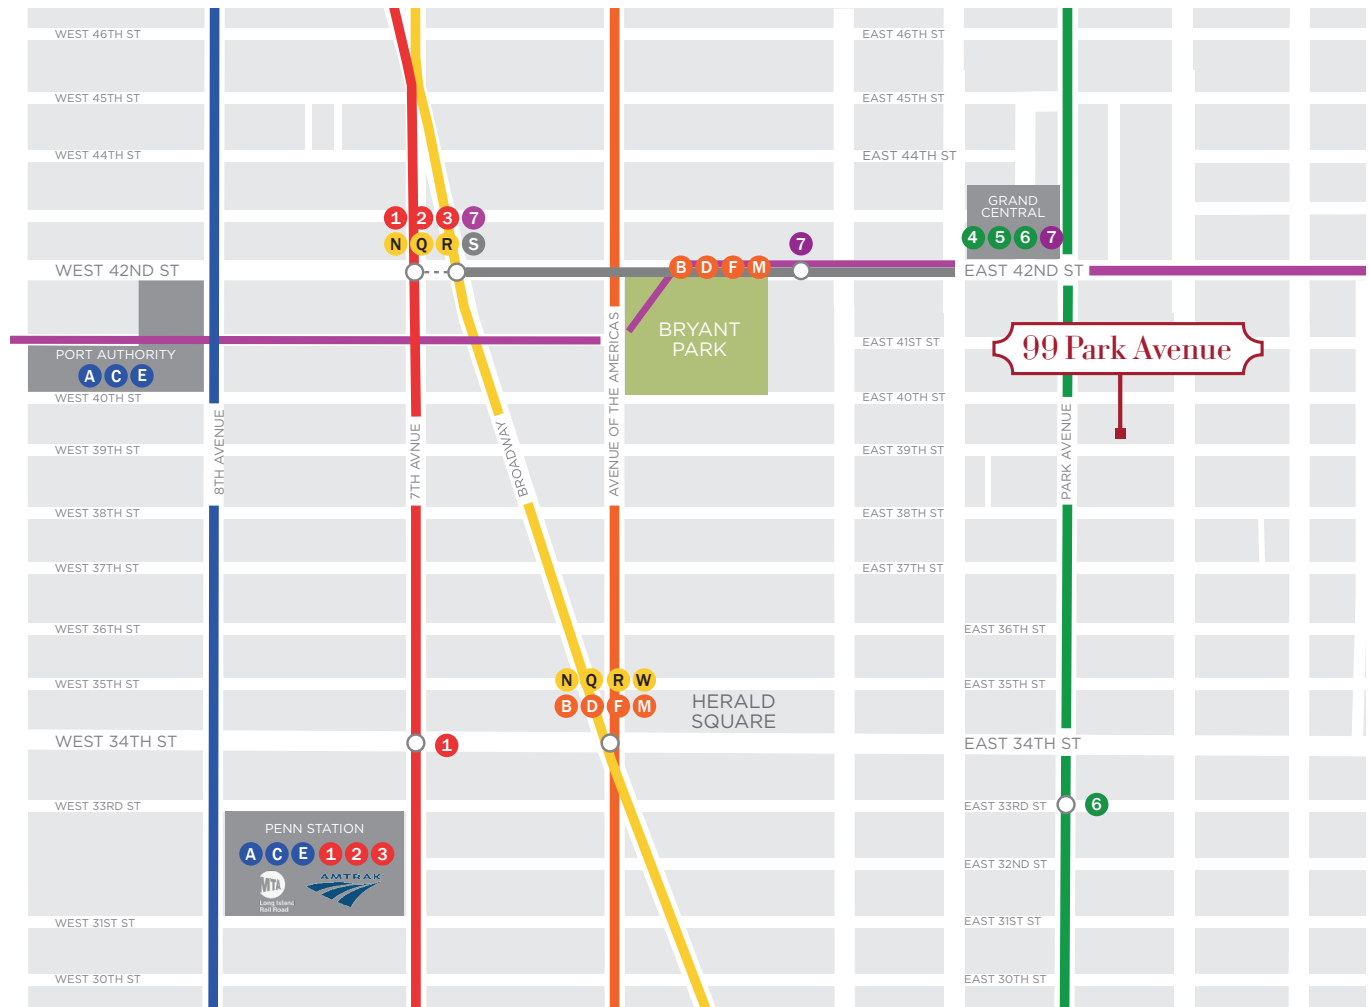 WEST 46TH ST
EAST 46TH ST
WEST 45TH ST
EAST 45TH ST
WEST 44TH ST
EAST 44TH ST
GRAND
CENTRAL
4 5 6 7
1 2 3 7
N Q R S
7
B D F M
WEST 42ND ST
EAST 42ND ST
BRYANT
PARK
EAST 41ST ST
99 Park Avenue
PORT AUTHORITY
A C E
WEST 40TH ST
EAST 40TH ST
8TH AVENUE
7TH AVNUE
BROADWAY
AVENUE OF THE AMERICAS
PARK AVENUE
WEST 39TH ST
EAST 39TH ST
WEST 38TH ST
EAST 38TH ST
WEST 37TH ST
EAST 37TH ST
WEST 36TH ST
EAST 36TH ST
WEST 35TH ST
EAST 35TH ST
N Q R W
B D F M
HERALD
SQUARE
WEST 34TH ST
1
EAST 34TH ST
WEST 33RD ST
EAST 33RD ST
6
PENN STATION
A C E 1 2 3
MTA
Long Island
Rail Road
AMTRAK
EAST 32ND ST
WEST 31ST ST
EAST 31ST ST
WEST 30TH ST
EAST 30TH ST